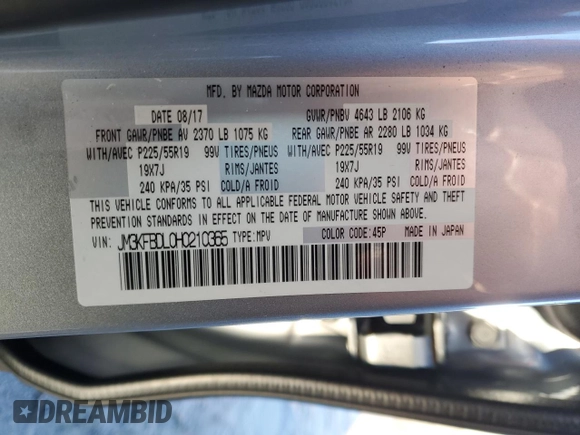 MFD. BY MAZDA MOTOR CORPORATION
DATE 08/17 GVWR/PNBV 4643 LB 2106 KG
FRONT GAWR/PNBE AV 2370 LB 1075 KG REAR GAWR/PNBE AR 2280 LB 1034 KG
WITH/AVEC P225/55R19 99V TIRES/PNEUS WITH/AVEC P225/55R19 99V TIRES/PNEUS
19X7J RIMS/JANTES 19X7J RIMS/JANTES
240 KPA/35 PSI COLD/A FROID 240 KPA/35 PSI COLD/A FROID
THIS VEHICLE CONFORMS TO ALL APPLICABLE FEDERAL MOTOR VEHICLE SAFETY AND THEFT
PREVENTION STANDARDS IN EFFECT ON THE DATE OF MANUFACTURE SHOWN ABOVE.
VIN: JM3KFBDL0H0210365 TYPE:MPV COLOR CODE:45P MADE IN JAPAN
DREAMBID